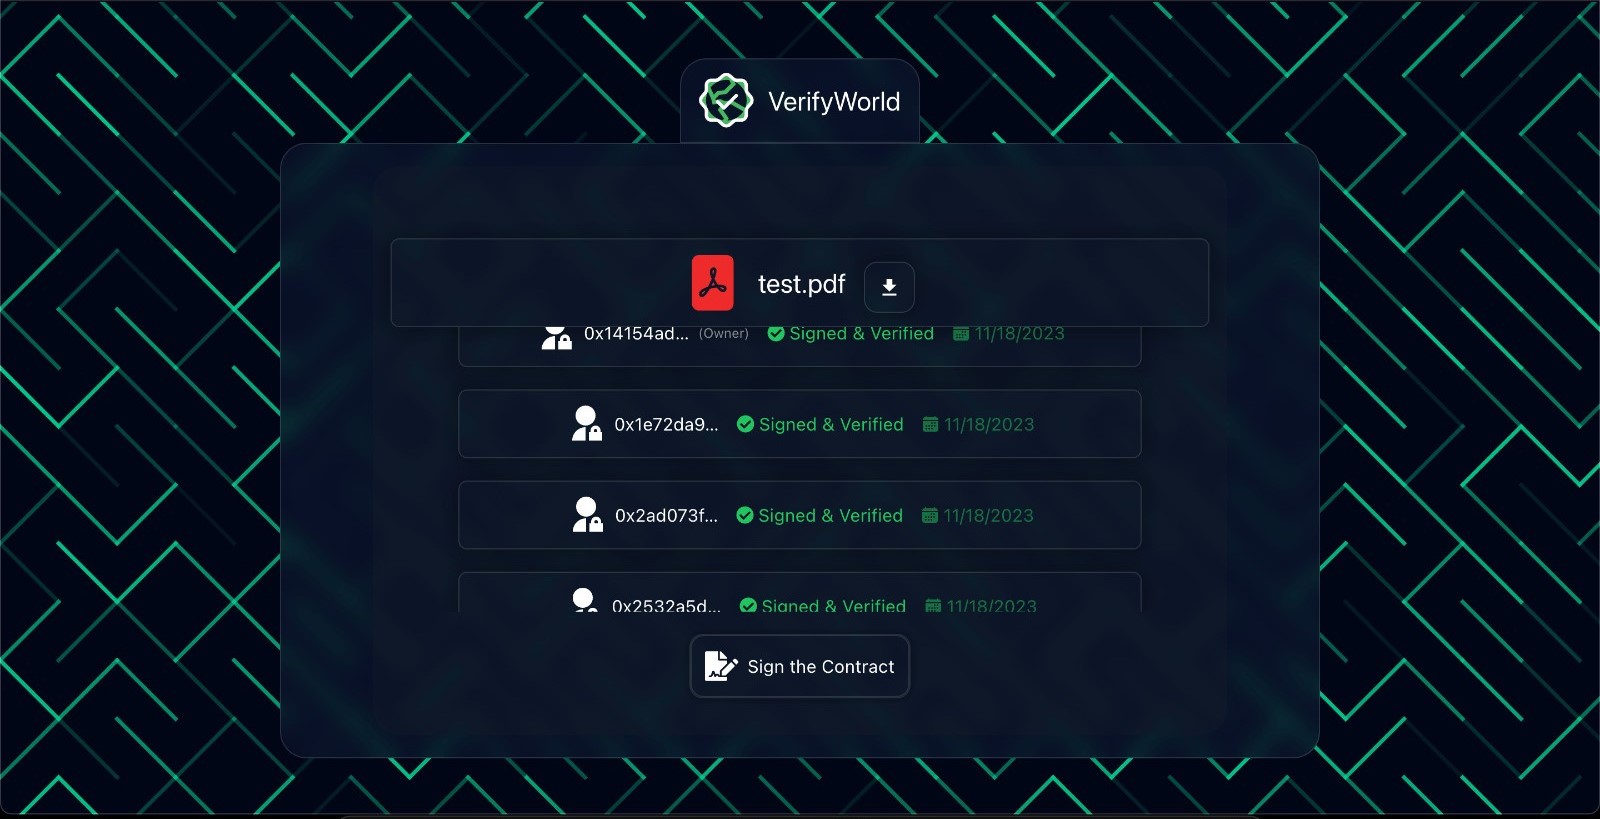 VerifyWorld
test.pdf
0x14154ad... (Owner) Signed & Verified 11/18/2023
0x1e72da9... Signed & Verified 11/18/2023
0x2ad073f... Signed & Verified 11/18/2023
0x2532a5d... Signed & Verified 11/18/2023
Sign the Contract